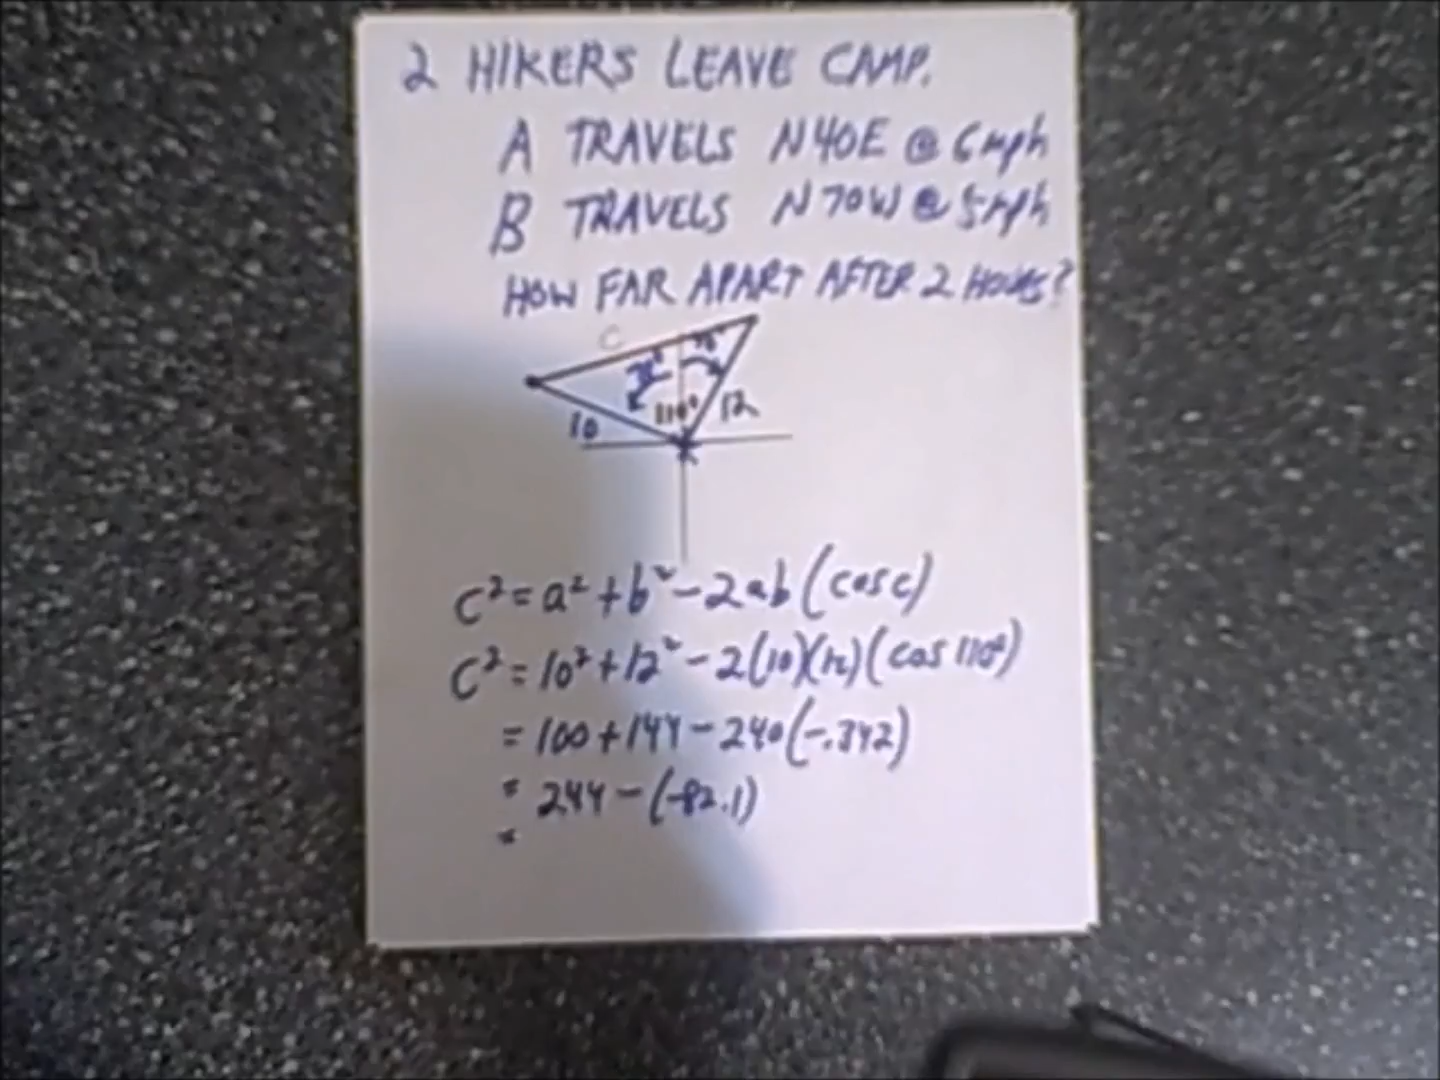 2 HIKERS LEAVE CAMP.
A TRAVELS N40E @ 6mph
B TRAVELS N70W @ 5mph
HOW FAR APART AFTER 2 HOURS?
C
110°
12
10
c² = a² + b² - 2ab (cos c)
c² = 10² + 12² - 2(10)(12)(cos 110°)
= 100 + 144 - 240(-.342)
= 244 - (-82.1)
=